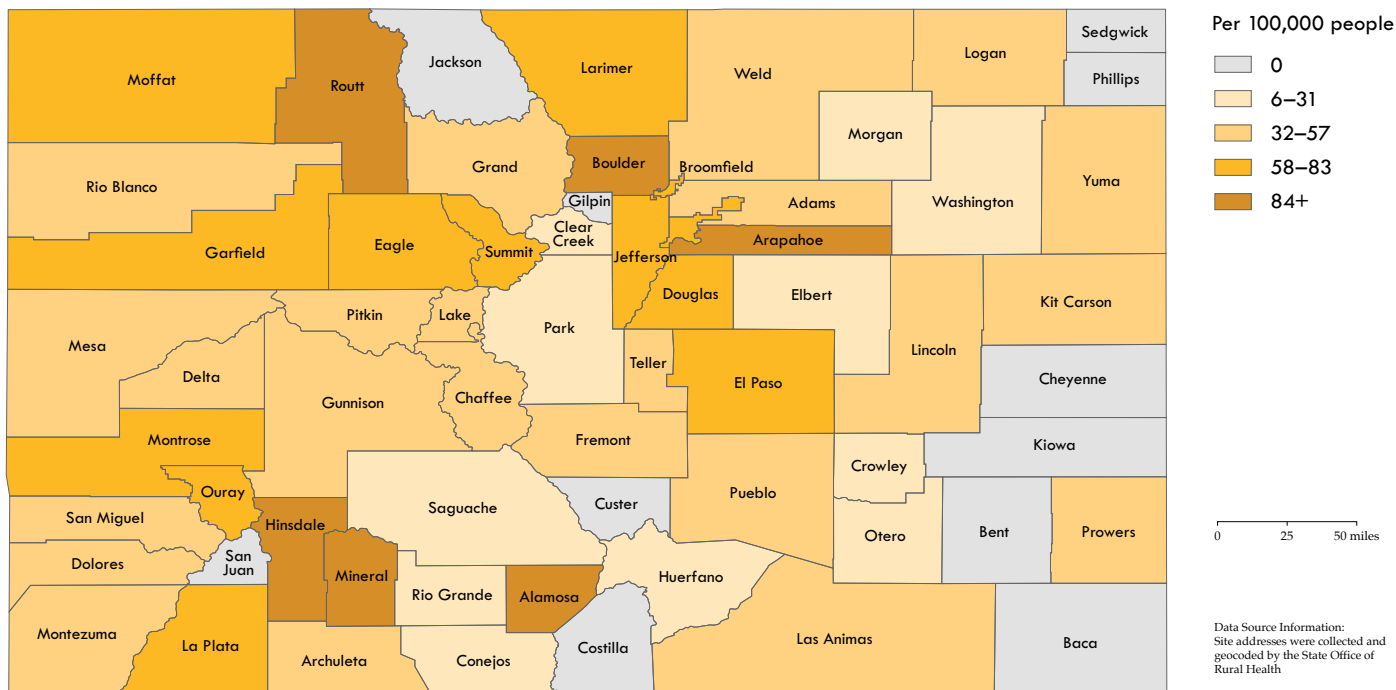 Per 100,000 people
0
6–31
32–57
58–83
84+
Moffat
Routt
Jackson
Larimer
Weld
Logan
Sedgwick
Phillips
Morgan
Rio Blanco
Grand
Boulder
Broomfield
Washington
Yuma
Gilpin
Adams
Clear
Creek
Garfield
Eagle
Summit
Jefferson
Arapahoe
Douglas
Elbert
Kit Carson
Mesa
Pitkin
Lake
Park
Teller
Lincoln
Delta
El Paso
Cheyenne
Gunnison
Chaffee
Montrose
Fremont
Kiowa
Crowley
Ouray
Pueblo
San Miguel
Hinsdale
Saguache
Custer
Otero
Bent
Prowers
San
Juan
Dolores
Mineral
Rio Grande
Alamosa
Huerfano
Montezuma
La Plata
Archuleta
Conejos
Costilla
Las Animas
Baca
0 25 50 miles
Data Source Information:
Site addresses were collected and
geocoded by the State Office of
Rural Health